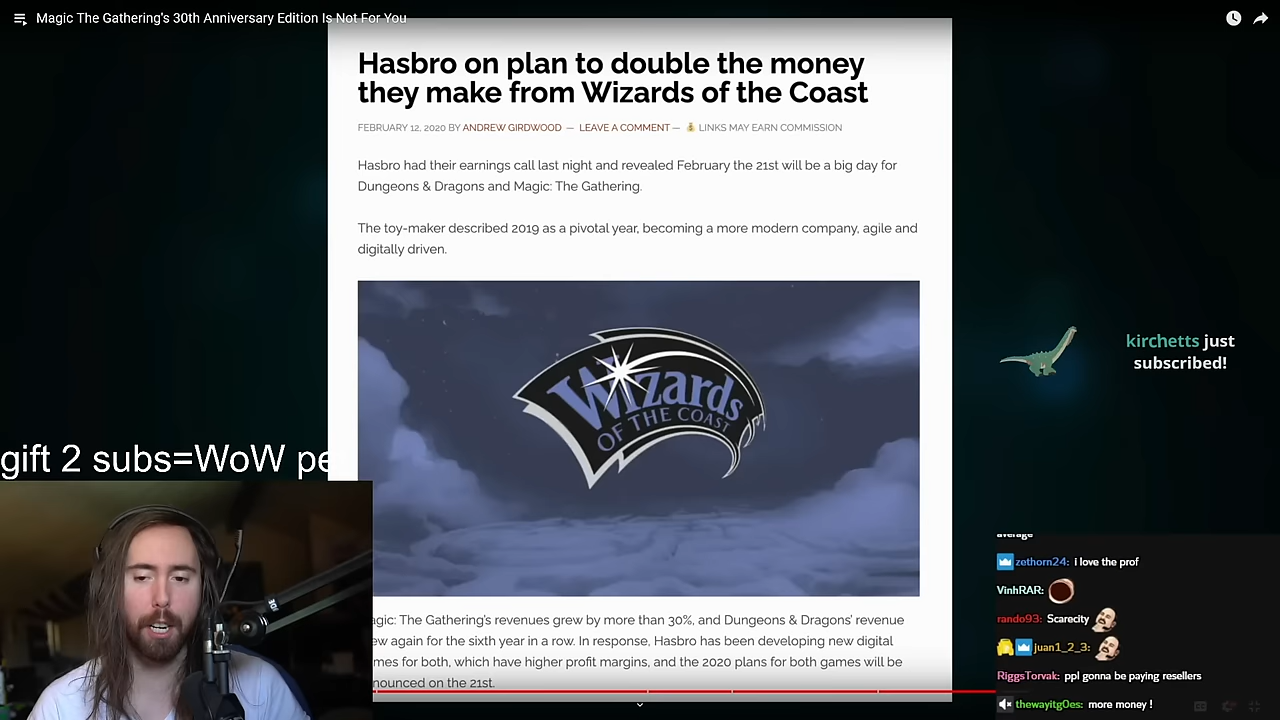 Magic The Gathering's 30th Anniversary Edition Is Not For You
Hasbro on plan to double the money
they make from Wizards of the Coast
FEBRUARY 12, 2020 BY ANDREW GIRDWOOD — LEAVE A COMMENT — LINKS MAY EARN COMMISSION
Hasbro had their earnings call last night and revealed February the 21st will be a big day for
Dungeons & Dragons and Magic: The Gathering.
The toy-maker described 2019 as a pivotal year, becoming a more modern company, agile and
digitally driven.
Wizards
OF THE COAST
kirchetts just
subscribed!
gift 2 subs=WoW pe
agic: The Gathering's revenues grew by more than 30%, and Dungeons & Dragons' revenue
ew again for the sixth year in a row. In response, Hasbro has been developing new digital
mes for both, which have higher profit margins, and the 2020 plans for both games will be
nounced on the 21st.
average
zethorn24: i love the prof
VinhRAR:
rando93: Scarecity
juan1_2_3:
RiggsTorvak: ppl gonna be paying resellers
thewayitgOes: more money !